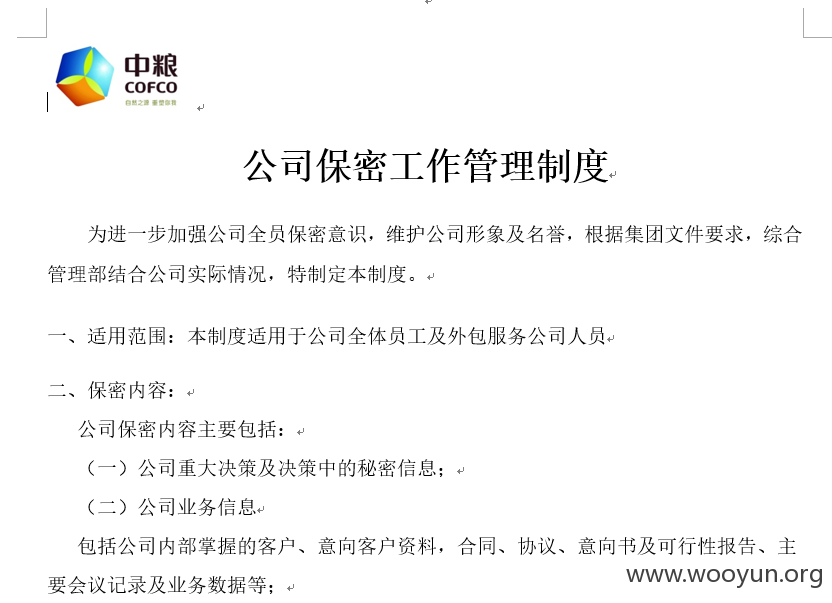 中粮
COFCO
自然之源 重塑你我
公司保密工作管理制度
为进一步加强公司全员保密意识，维护公司形象及名誉，根据集团文件要求，综合
管理部结合公司实际情况，特制定本制度。
一、适用范围：本制度适用于公司全体员工及外包服务公司人员
二、保密内容：
公司保密内容主要包括：
（一）公司重大决策及决策中的秘密信息；
（二）公司业务信息
包括公司内部掌握的客户、意向客户资料，合同、协议、意向书及可行性报告、主
要会议记录及业务数据等；
www.wooyun.org